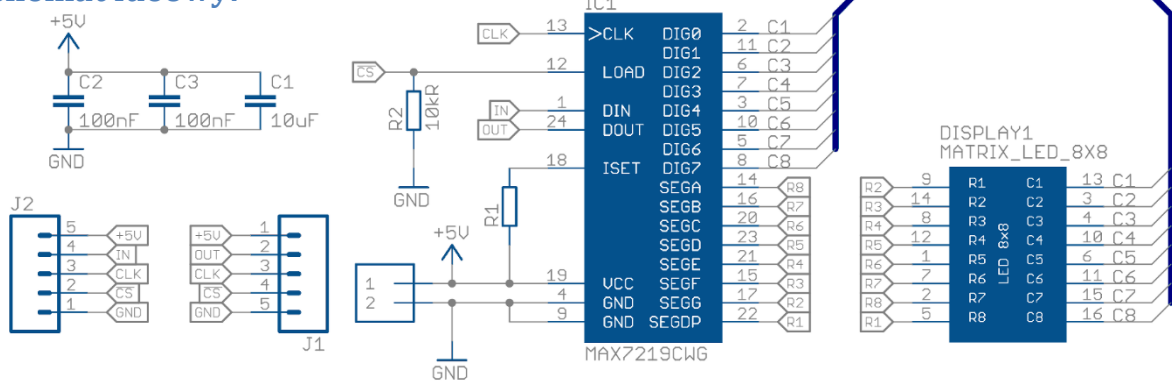 +5V
C2
C3
C1
100nF
100nF
10uF
GND
J2
5 +5V
4 IN
3 CLK
2 CS
1 GND
+5V 1
OUT 2
CLK 3
CS 4
GND 5
J1
CS
R2
10kR
GND
R1
+5V
1
2
GND
IC1
CLK 13 >CLK
12 LOAD
IN 1 DIN
OUT 24 DOUT
18 ISET
19 VCC
4 GND
9 GND
DIG0 2 C1
DIG1 11 C2
DIG2 6 C3
DIG3 7 C4
DIG4 3 C5
DIG5 10 C6
DIG6 5 C7
DIG7 8 C8
SEGA 14 R8
SEGB 16 R7
SEGC 20 R6
SEGD 23 R5
SEGE 21 R4
SEGF 15 R3
SEGG 17 R2
SEGDP 22 R1
MAX7219CWG
DISPLAY1
MATRIX_LED_8X8
R2 9 R1 C1 13 C1
R3 14 R2 C2 3 C2
R4 8 R3 C3 4 C3
R5 12 R4 C4 10 C4
R6 1 R5 C5 6 C5
R7 7 R6 C6 11 C6
R8 2 R7 C7 15 C7
R1 5 R8 C8 16 C8
LED 8x8